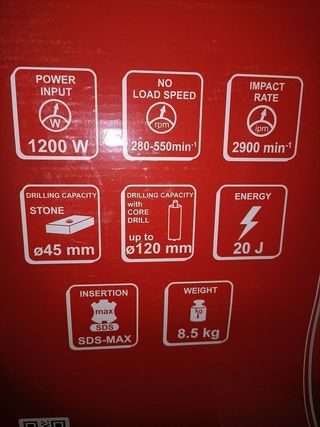 POWER
INPUT
W
1200 W
NO
LOAD SPEED
rpm
280-550min-1
IMPACT
RATE
ipm
2900 min-1
DRILLING CAPACITY
STONE
ø45 mm
DRILLING CAPACITY
with
CORE
DRILL
up to
ø120 mm
ENERGY
20 J
INSERTION
max
SDS
SDS-MAX
WEIGHT
Kg
8.5 kg